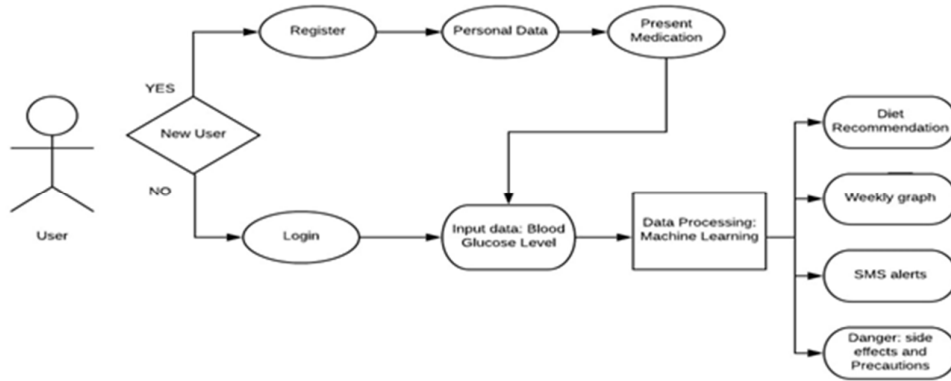 Register
Personal Data
Present
Medication
YES
New User
NO
User
Login
Input data: Blood
Glucose Level
Data Processing:
Machine Learning
Diet
Recommendation
Weekly graph
SMS alerts
Danger: side
effects and
Precautions